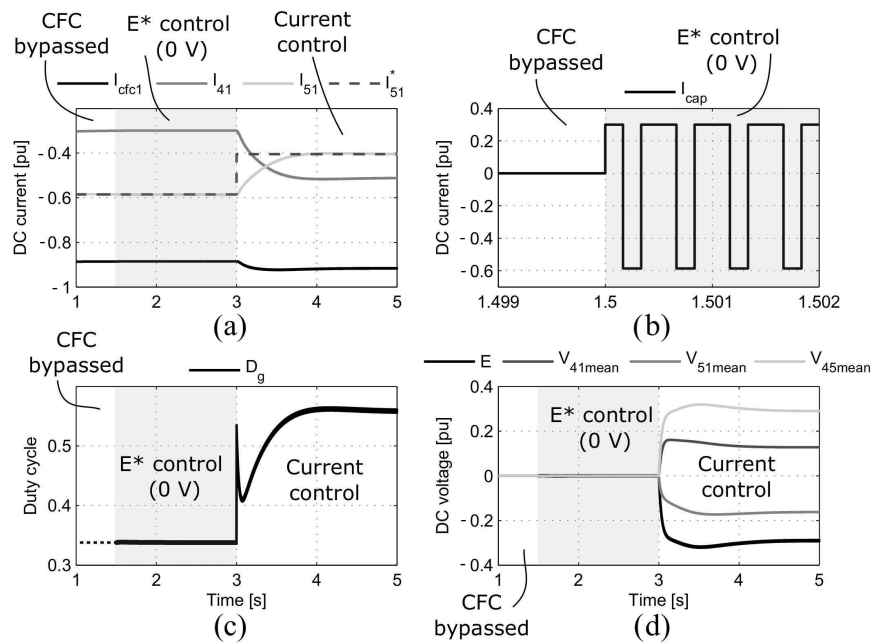 CFC
bypassed
E* control
(0 V)
Current
control
I_cfc1 I_41 I_51 I*_51
DC current [pu]
- 0.4
- 0.6
- 0.8
- 1
1 2 3 4 5
(a)
CFC
bypassed
E* control
(0 V)
I_cap
DC current [pu]
0.4
0.2
0
- 0.2
- 0.4
- 0.6
1.499 1.5 1.501 1.502
(b)
CFC
bypassed
D_g
Duty cycle
0.5
0.4
0.3
E* control
(0 V)
Current
control
1 2 3 4 5
Time [s]
(c)
E V_41mean V_51mean V_45mean
DC voltage [pu]
0.4
0.2
0
- 0.2
- 0.4
E* control
(0 V)
Current
control
CFC
bypassed
1 2 3 4 5
Time [s]
(d)